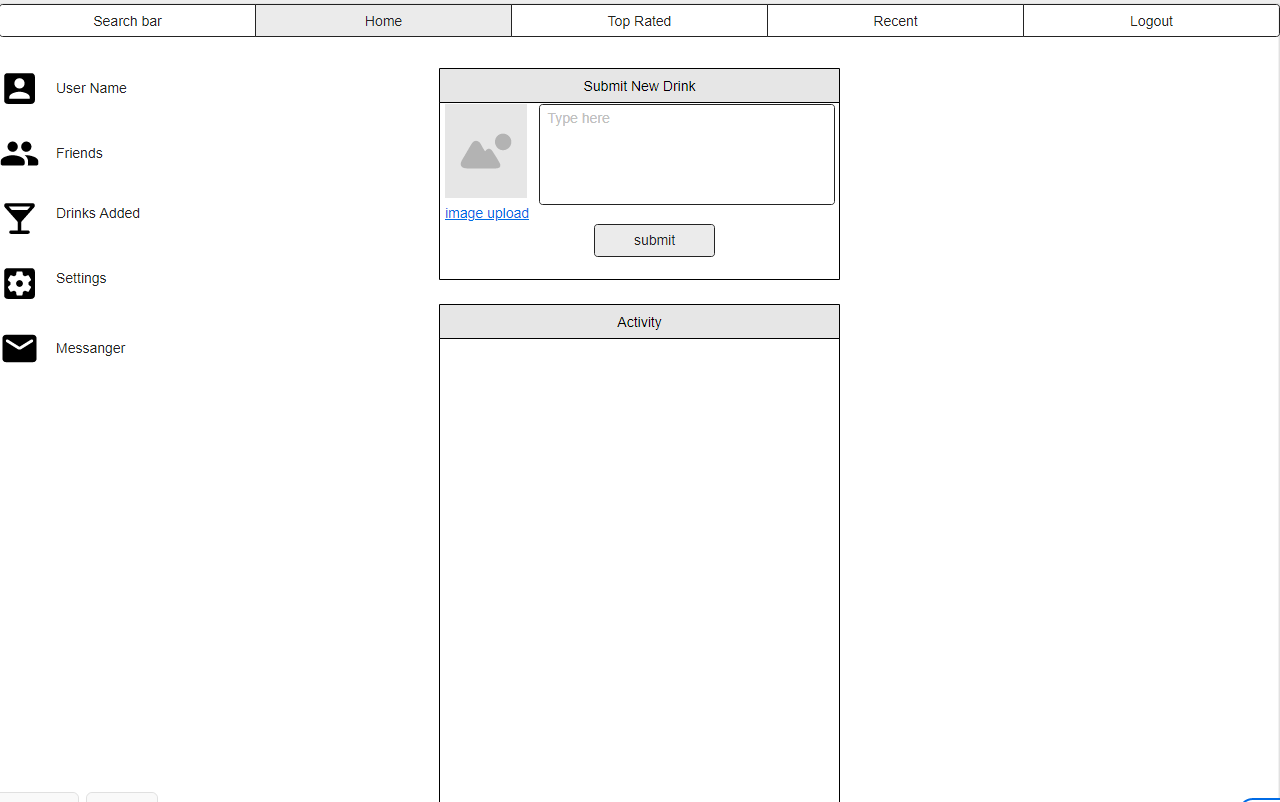 Search bar
Home
Top Rated
Recent
Logout
User Name
Friends
Drinks Added
Settings
Messanger
Submit New Drink
Type here
image upload
submit
Activity